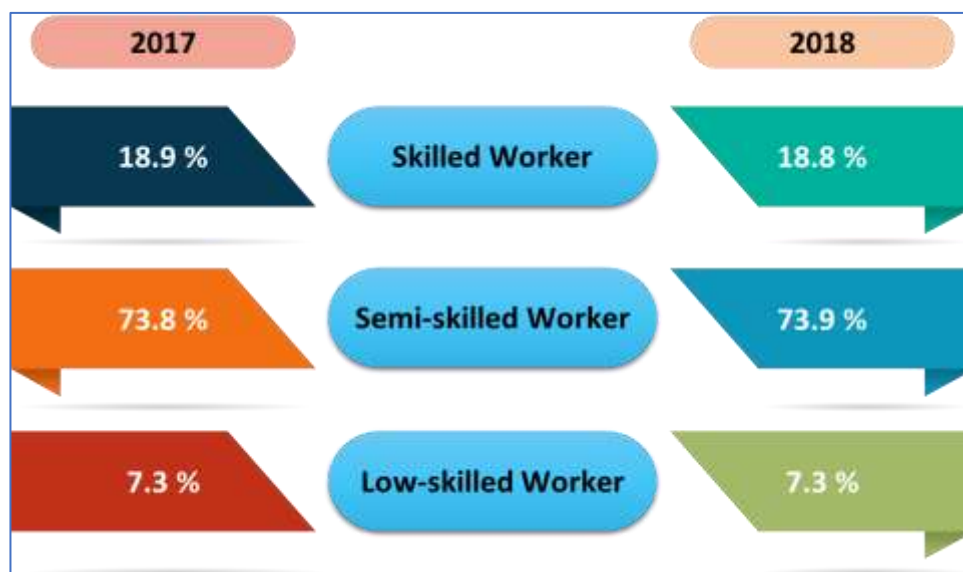 2017
2018
18.9 %
Skilled Worker
18.8 %
73.8 %
Semi-skilled Worker
73.9 %
7.3 %
Low-skilled Worker
7.3 %